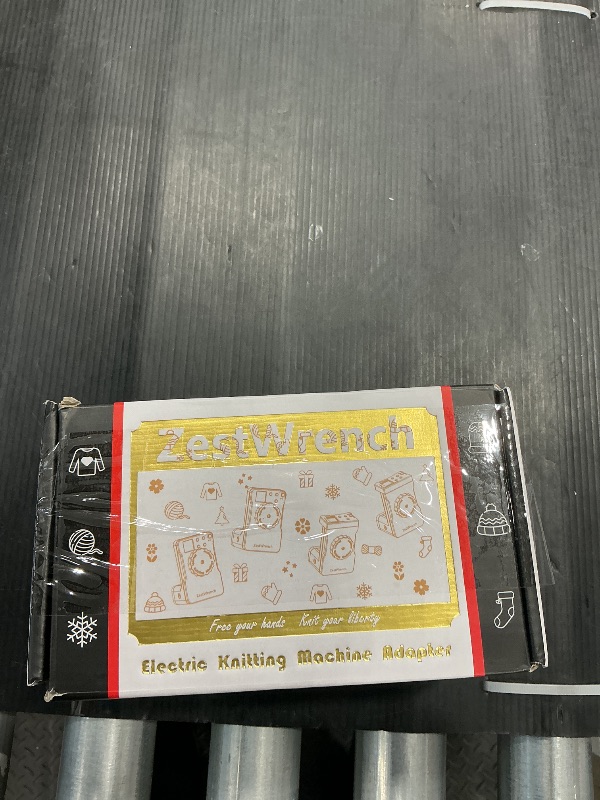 ZestWrench
Free your hands Knit your liberty
Electric Knitting Machine Adapter